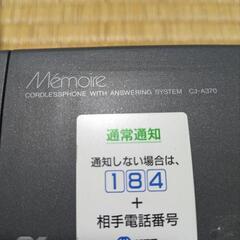 Mémoire
CORDLESSPHONE WITH ANSWERING SYSTEM CJ-A370
通常通知
通知しない場合は、
184
+
相手電話番号